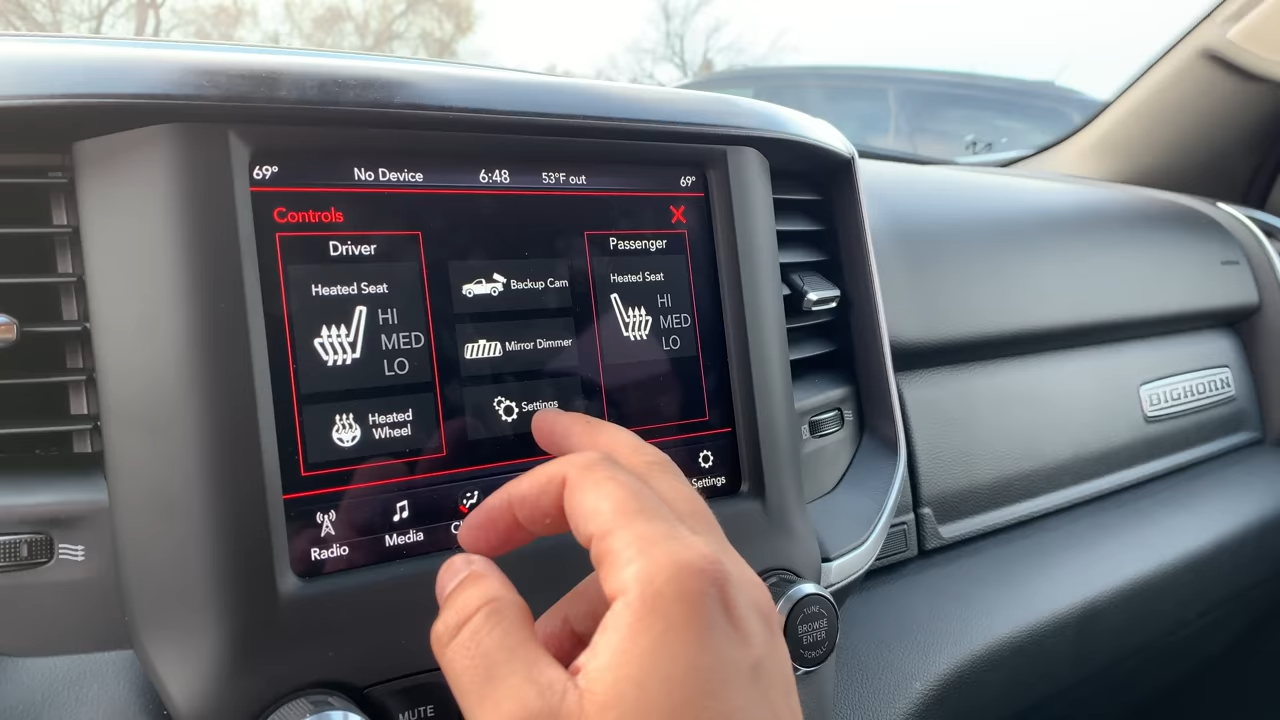 69°
No Device
6:48
53°F out
69°
Controls
Driver
Heated Seat
HI
MED
LO
Heated
Wheel
Backup Cam
Mirror Dimmer
Settings
Passenger
Heated Seat
HI
MED
LO
Radio
Media
Settings
BIGHORN
TUNE
BROWSE
ENTER
SCROLL
MUTE